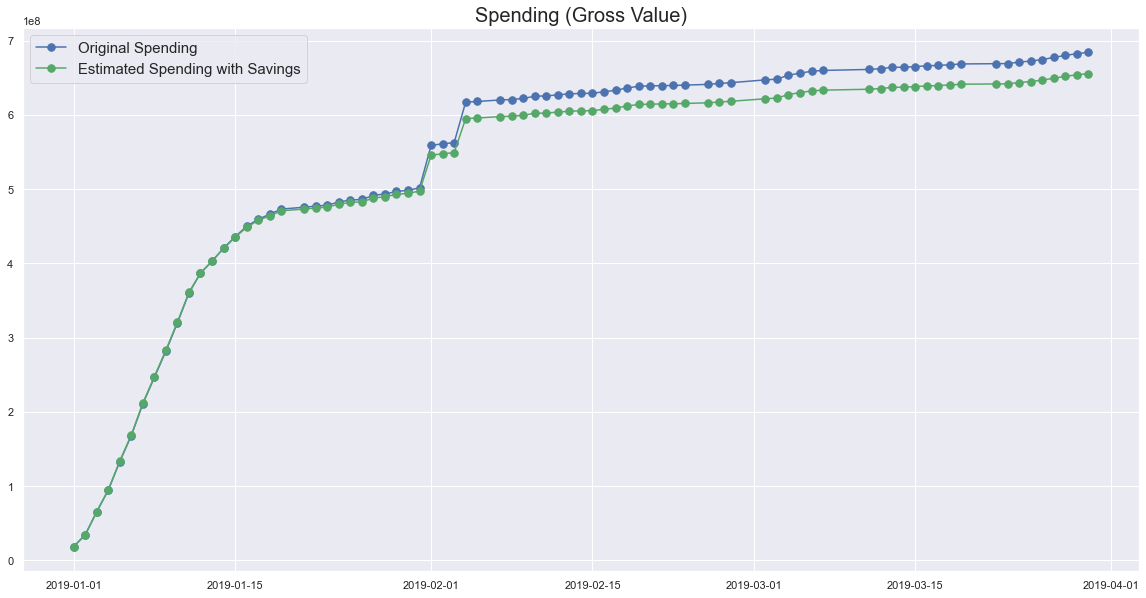 Spending (Gross Value)
1e8
Original Spending
Estimated Spending with Savings
7
6
5
4
3
2
1
0
2019-01-01 2019-01-15 2019-02-01 2019-02-15 2019-03-01 2019-03-15 2019-04-01